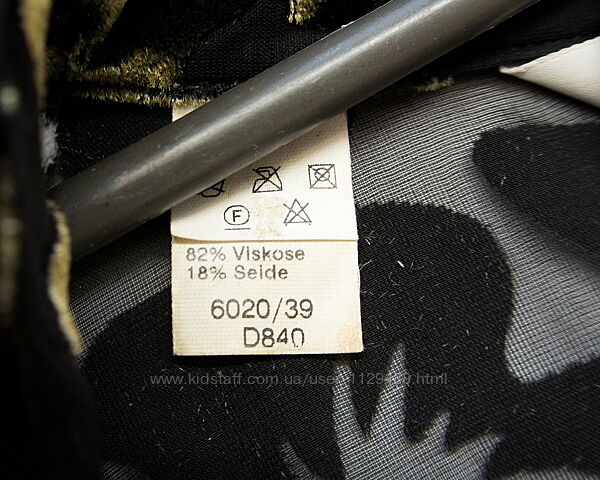 F
82% Viskose
18% Seide
6020/39
D840